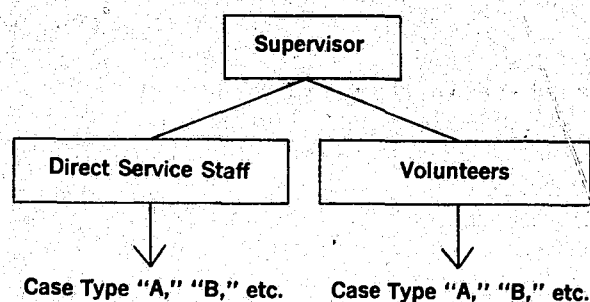 Supervisor
Direct Service Staff
Volunteers
Case Type “A,” “B,” etc.
Case Type “A,” “B,” etc.